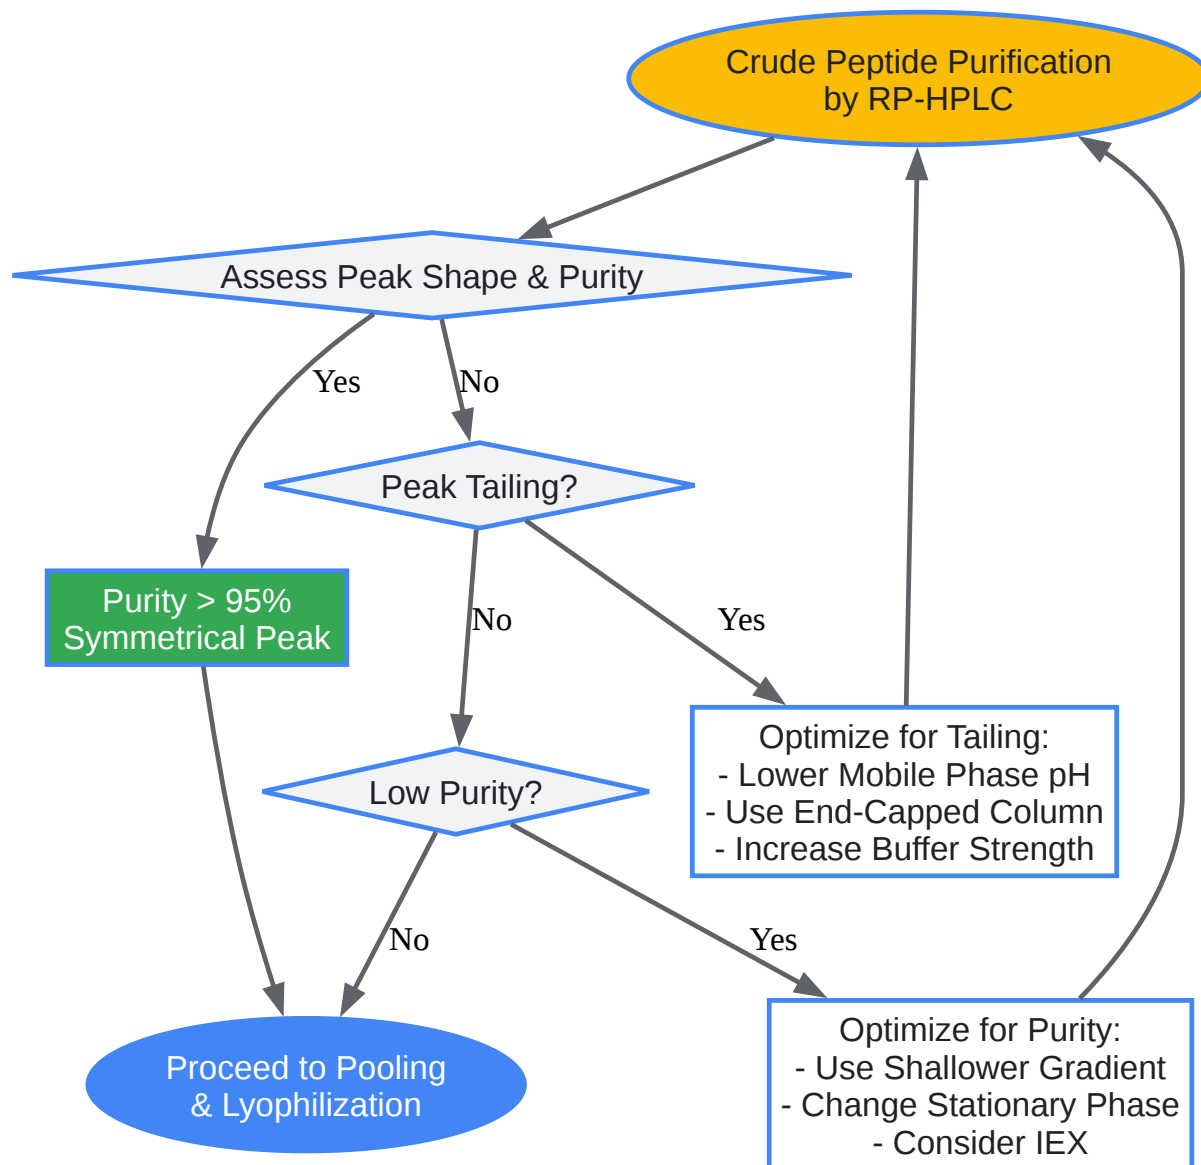 Crude Peptide Purification
by RP-HPLC
Assess Peak Shape & Purity
Yes
No
Peak Tailing?
Purity > 95%
Symmetrical Peak
No
Yes
Optimize for Tailing:
- Lower Mobile Phase pH
- Use End-Capped Column
- Increase Buffer Strength
Low Purity?
No
Yes
Proceed to Pooling
& Lyophilization
Optimize for Purity:
- Use Shallower Gradient
- Change Stationary Phase
- Consider IEX